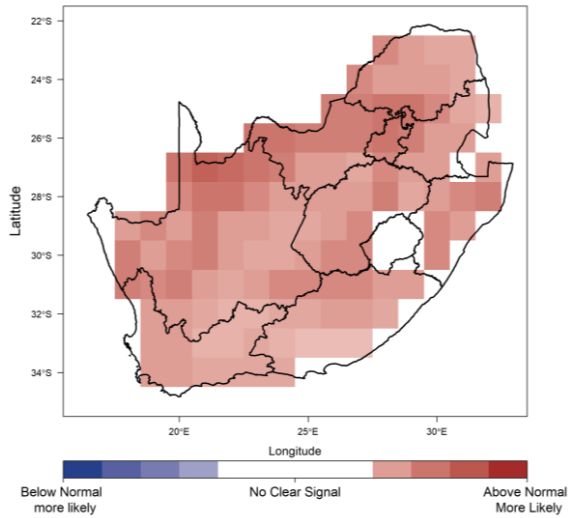 22°S
24°S
26°S
28°S
30°S
32°S
34°S
Latitude
20°E 25°E 30°E
Longitude
Below Normal
more likely
No Clear Signal
Above Normal
More Likely